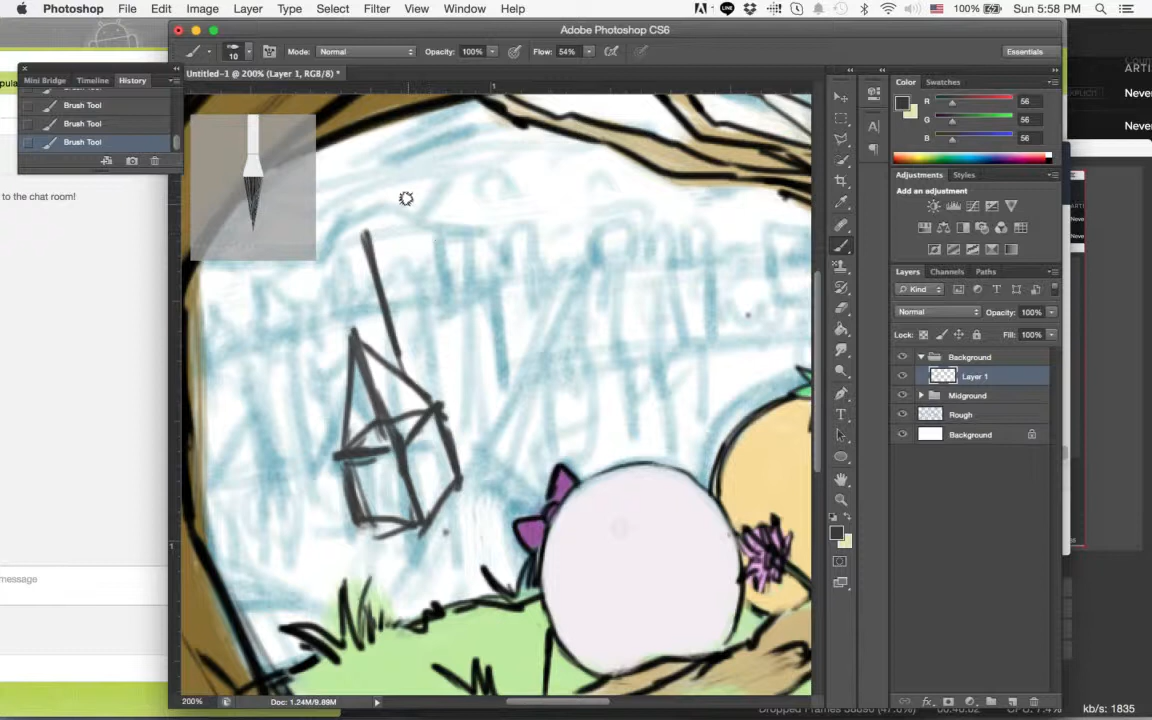 Photoshop File Edit Image Layer Type Select Filter View Window Help 100% Sun 5:58 PM
Adobe Photoshop CS6
10 Mode: Normal Opacity: 100% Flow: 54% Essentials
Untitled-1 @ 200% (Layer 1, RGB/8) *
Mini Bridge Timeline History
Brush Tool
Brush Tool
Brush Tool
to the chat room!
message
1
1
Color Swatches
R 56
G 56
B 56
Adjustments Styles
Add an adjustment
Layers Channels Paths
Kind
Normal Opacity: 100%
Lock: Fill: 100%
Background
Layer 1
Midground
Rough
Background
ARTI
Never
Never
200% Doc: 1.24M/9.89M
kb/s: 1835